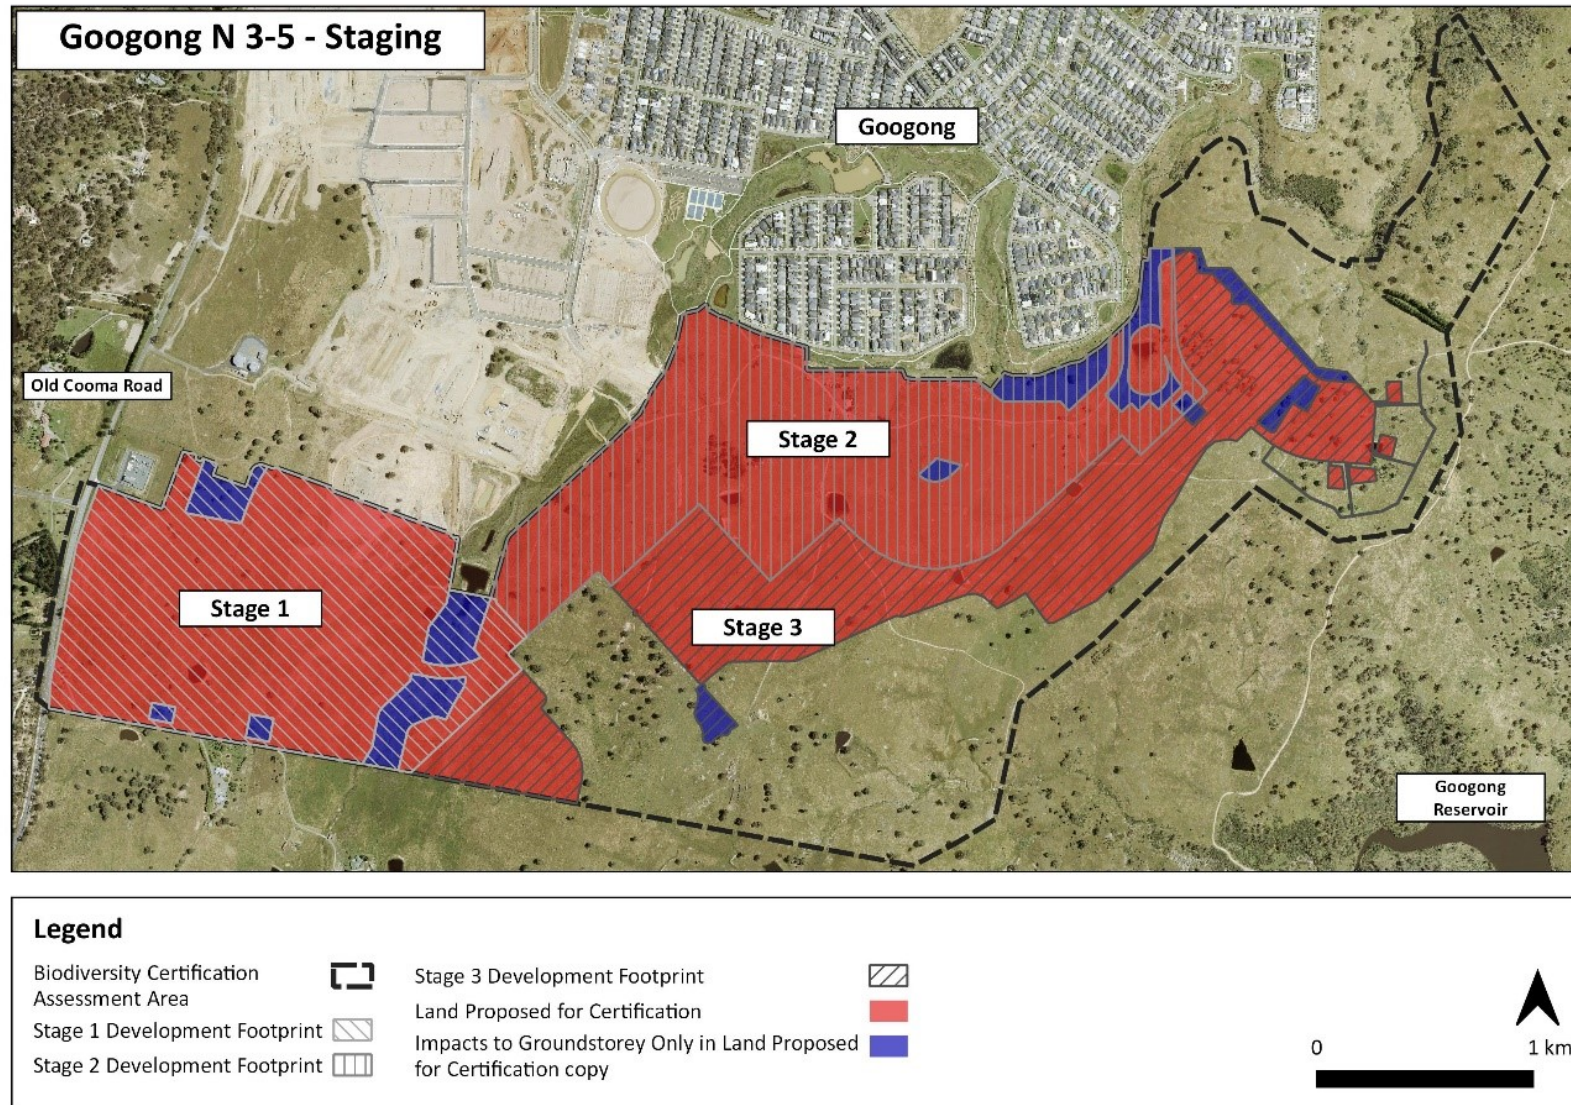 Googong N 3-5 - Staging
Googong
Old Cooma Road
Stage 2
Stage 1
Stage 3
Googong
Reservoir
Legend
Biodiversity Certification
Assessment Area
Stage 1 Development Footprint
Stage 2 Development Footprint
Stage 3 Development Footprint
Land Proposed for Certification
Impacts to Groundstorey Only in Land Proposed
for Certification copy
0 1 km